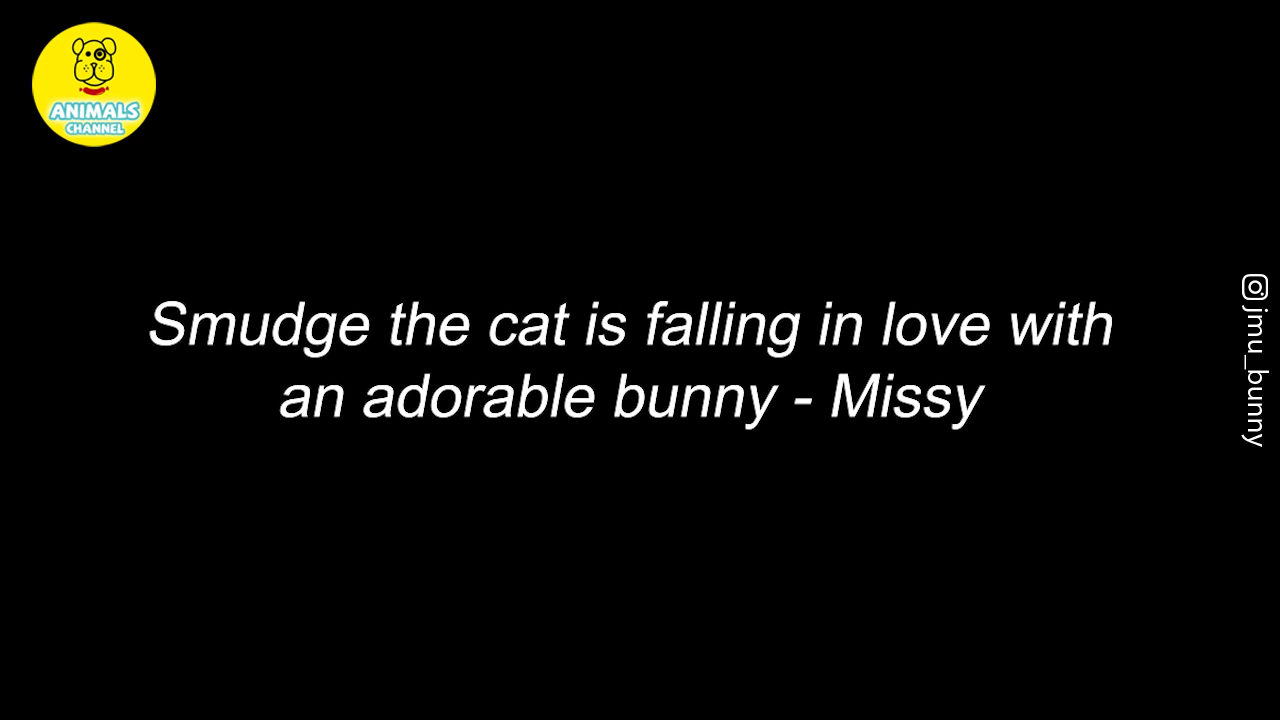 ANIMALS
CHANNEL
Smudge the cat is falling in love with
an adorable bunny - Missy
jmu_bunny